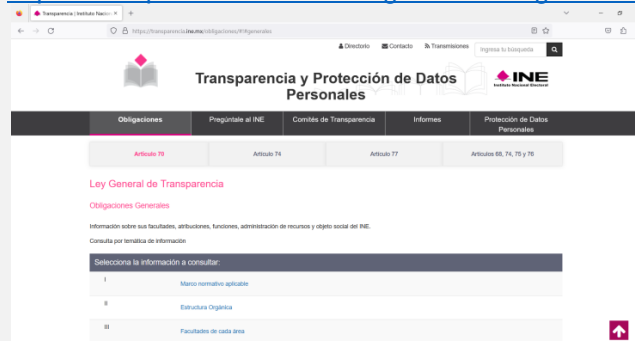 Transparencia | Instituto Nacion
https://transparencia.ine.mx/obligaciones/#!#generales
Directorio Contacto Transmisiones Ingresa tu búsqueda
Transparencia y Protección de Datos Personales
INE
Instituto Nacional Electoral
Obligaciones Pregúntale al INE Comités de Transparencia Informes Protección de Datos Personales
Artículo 70 Artículo 74 Artículo 77 Artículos 68, 74, 75 y 76
Ley General de Transparencia
Obligaciones Generales
Información sobre sus facultades, atribuciones, funciones, administración de recursos y objeto social del INE.
Consulta por temática de información
Selecciona la información a consultar:
I Marco normativo aplicable
II Estructura Orgánica
III Facultades de cada área